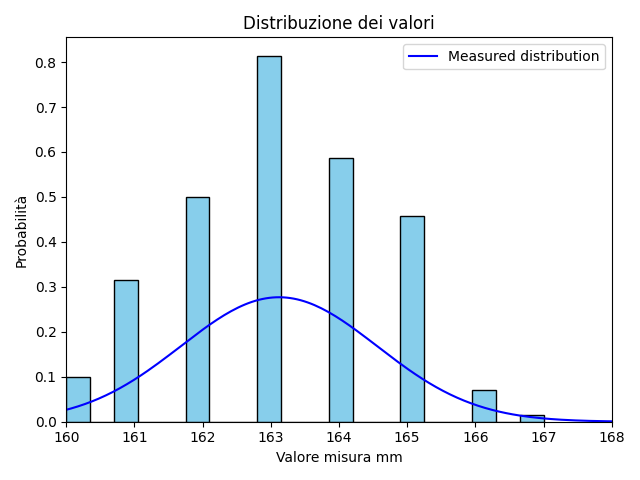 Distribuzione dei valori
Measured distribution
Probabilità
0.8
0.7
0.6
0.5
0.4
0.3
0.2
0.1
0.0
160 161 162 163 164 165 166 167 168
Valore misura mm